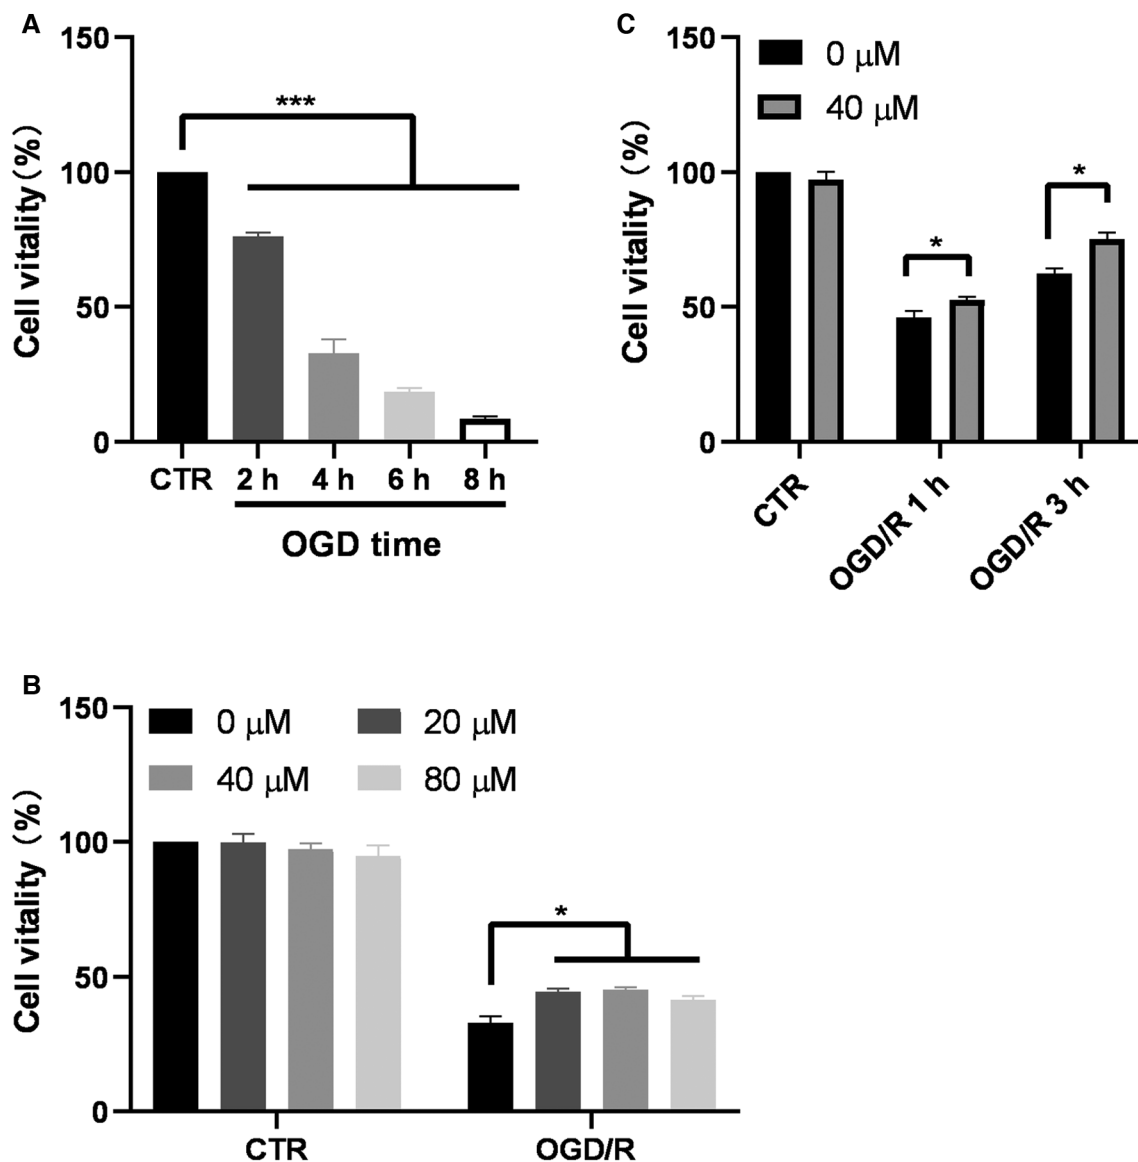 A
Cell vitality (%)
150
100
50
0
***
CTR 2 h 4 h 6 h 8 h
OGD time
C
Cell vitality (%)
150
100
50
0
0 μM
40 μM
*
*
CTR
OGD/R 1 h
OGD/R 3 h
B
Cell vitality (%)
150
100
50
0
0 μM 20 μM
40 μM 80 μM
*
CTR OGD/R